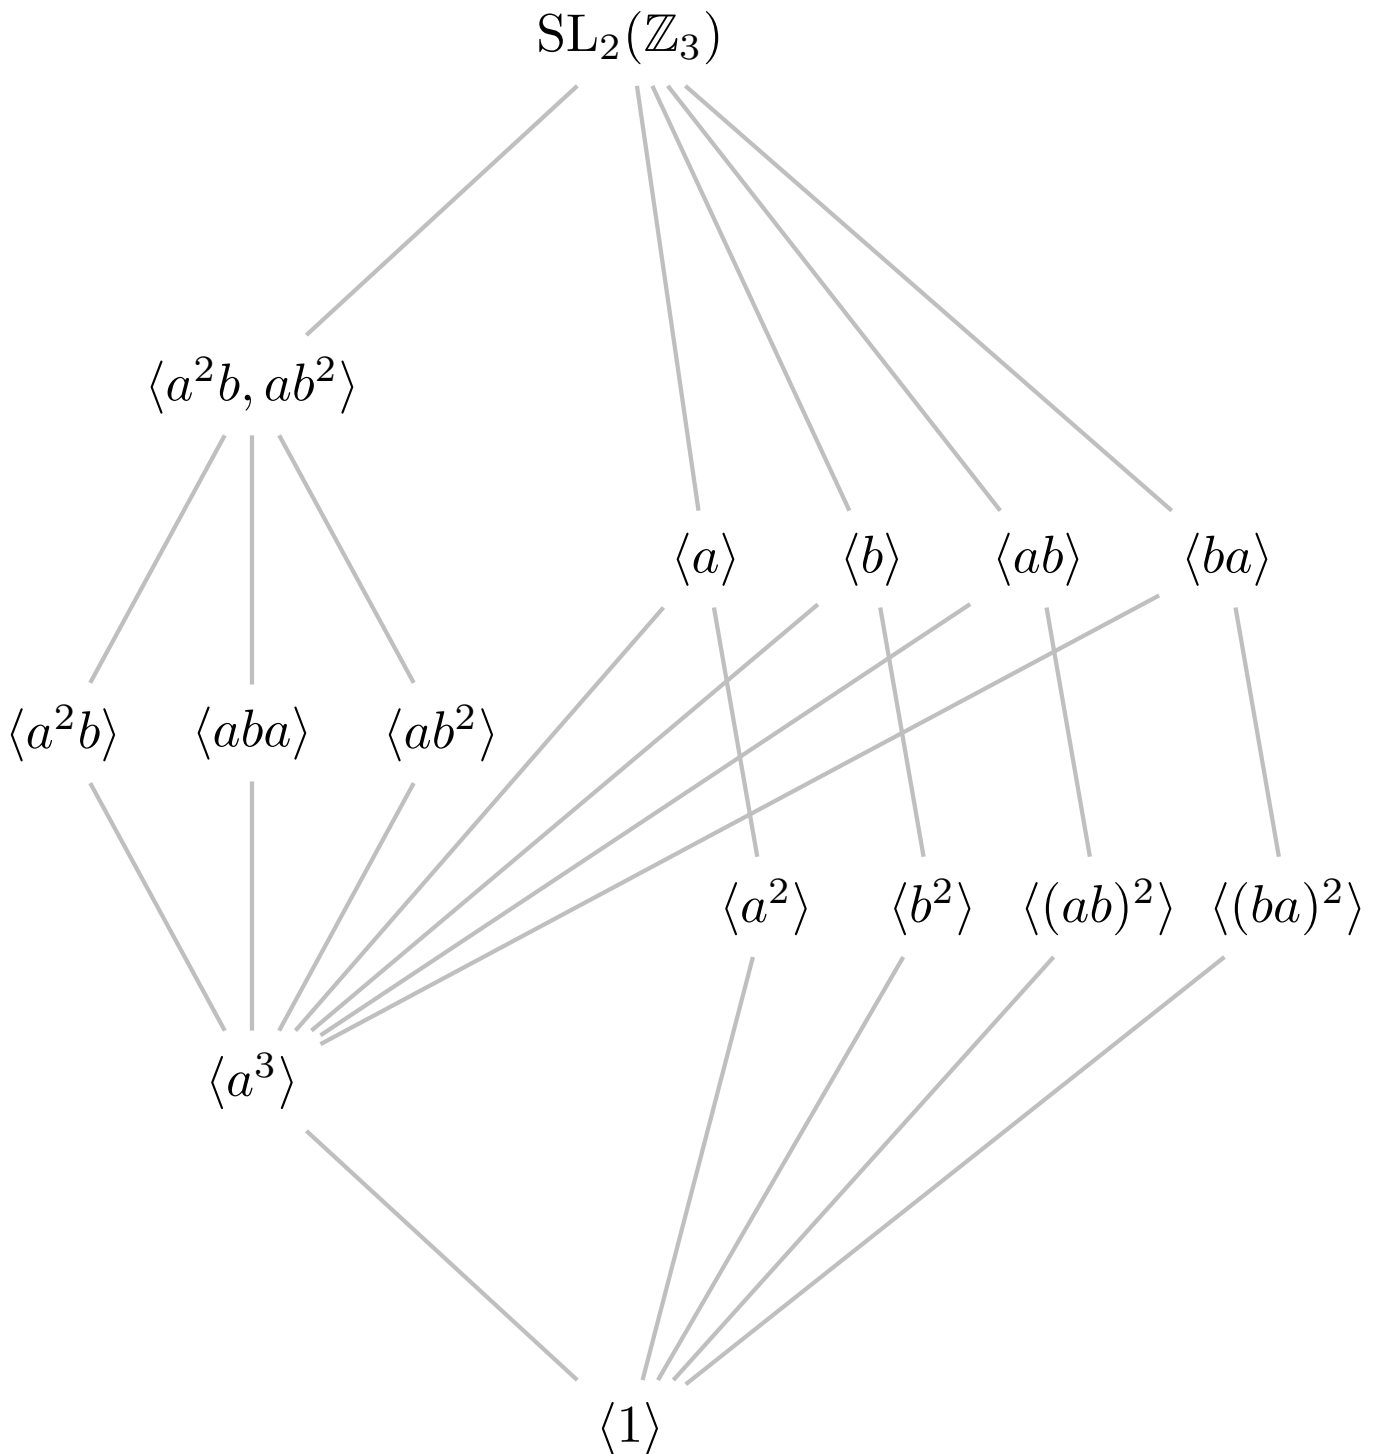 SL₂(ℤ₃)
⟨a²b, ab²⟩
⟨a⟩ ⟨b⟩ ⟨ab⟩ ⟨ba⟩
⟨a²b⟩ ⟨aba⟩ ⟨ab²⟩
⟨a²⟩ ⟨b²⟩ ⟨(ab)²⟩ ⟨(ba)²⟩
⟨a³⟩
⟨1⟩